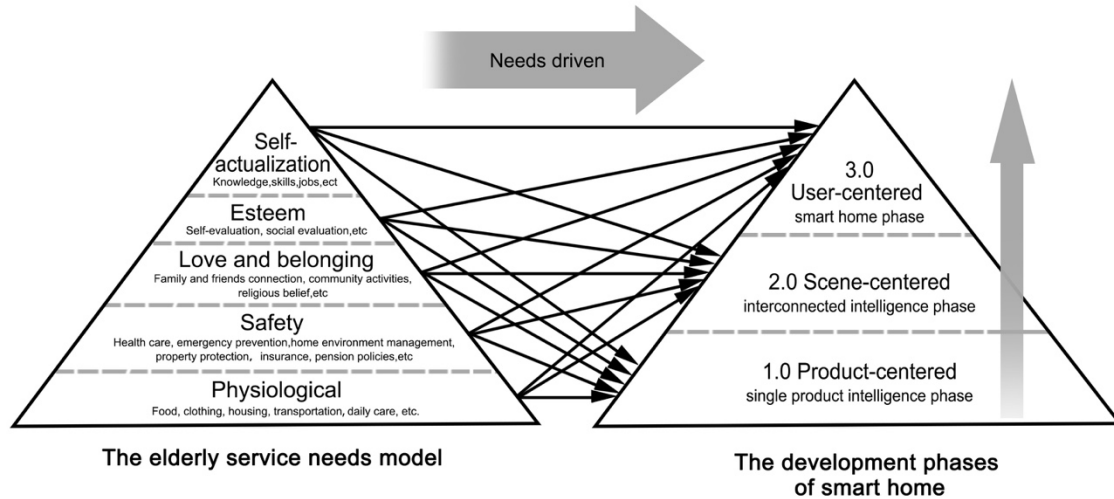 Needs driven
Self-
actualization
Knowledge,skills,jobs,ect
Esteem
Self-evaluation, social evaluation,etc
Love and belonging
Family and friends connection, community activities,
religious belief,etc
Safety
Health care, emergency prevention,home environment management,
property protection, insurance, pension policies,etc
Physiological
Food, clothing, housing, transportation, daily care, etc.
The elderly service needs model
3.0
User-centered
smart home phase
2.0 Scene-centered
interconnected intelligence phase
1.0 Product-centered
single product intelligence phase
The development phases
of smart home